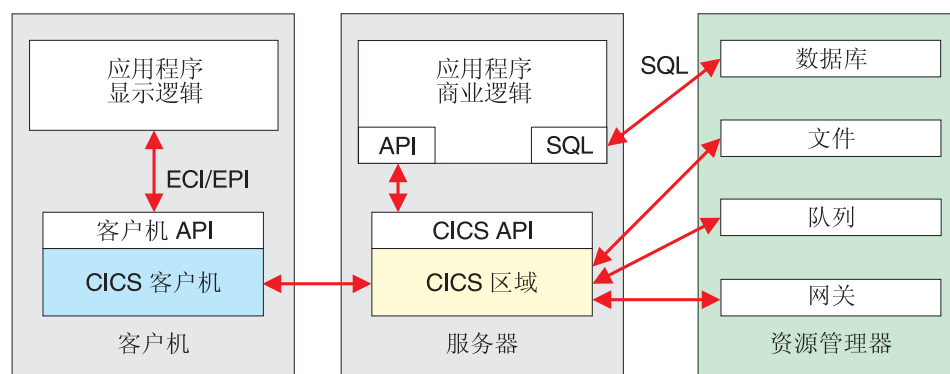 应用程序
显示逻辑
ECI/EPI
客户机 API
CICS 客户机
客户机
应用程序
商业逻辑
API
SQL
CICS API
CICS 区域
服务器
SQL
数据库
文件
队列
网关
资源管理器